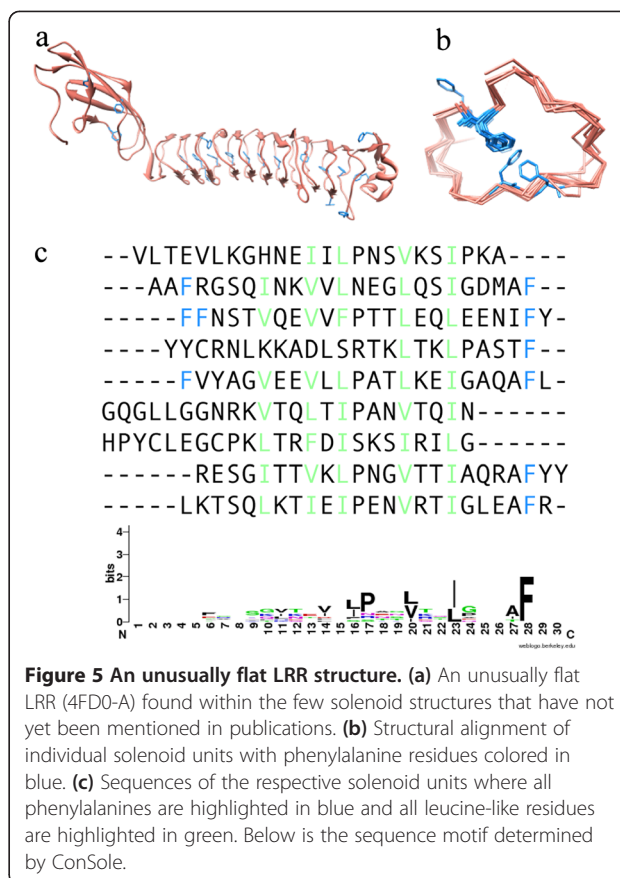 a
b
c
--VLTEVLKGHNEIILPNSVKSIPKA----
---AAFRGSQINKVVLNEGLQSIGDMAF--
-----FFNSTVQEVVFPTTLEQLEENIFY-
----YYCRNLKKADLSRTKLTKLPASTF--
-----FVYAGVEEVLLPATLKEIGAQAFL-
GQGLLGGNRKVTQLTIPANVTQIN------
HPYCLEGCPKLTRFDISKSIRILG------
------RESGITTVKLPNGVTTIAQRAFYY
-----LKTSQLKTIEIPENVRTIGLEAFR-
4
3
2
1
0
bits
N 1 2 3 4 5 6 7 8 9 10 11 12 13 14 15 16 17 18 19 20 21 22 23 24 25 26 27 28 29 30 C
weblogo.berkeley.edu
Figure 5 An unusually flat LRR structure. (a) An unusually flat
LRR (4FD0-A) found within the few solenoid structures that have not
yet been mentioned in publications. (b) Structural alignment of
individual solenoid units with phenylalanine residues colored in
blue. (c) Sequences of the respective solenoid units where all
phenylalanines are highlighted in blue and all leucine-like residues
are highlighted in green. Below is the sequence motif determined
by ConSole.